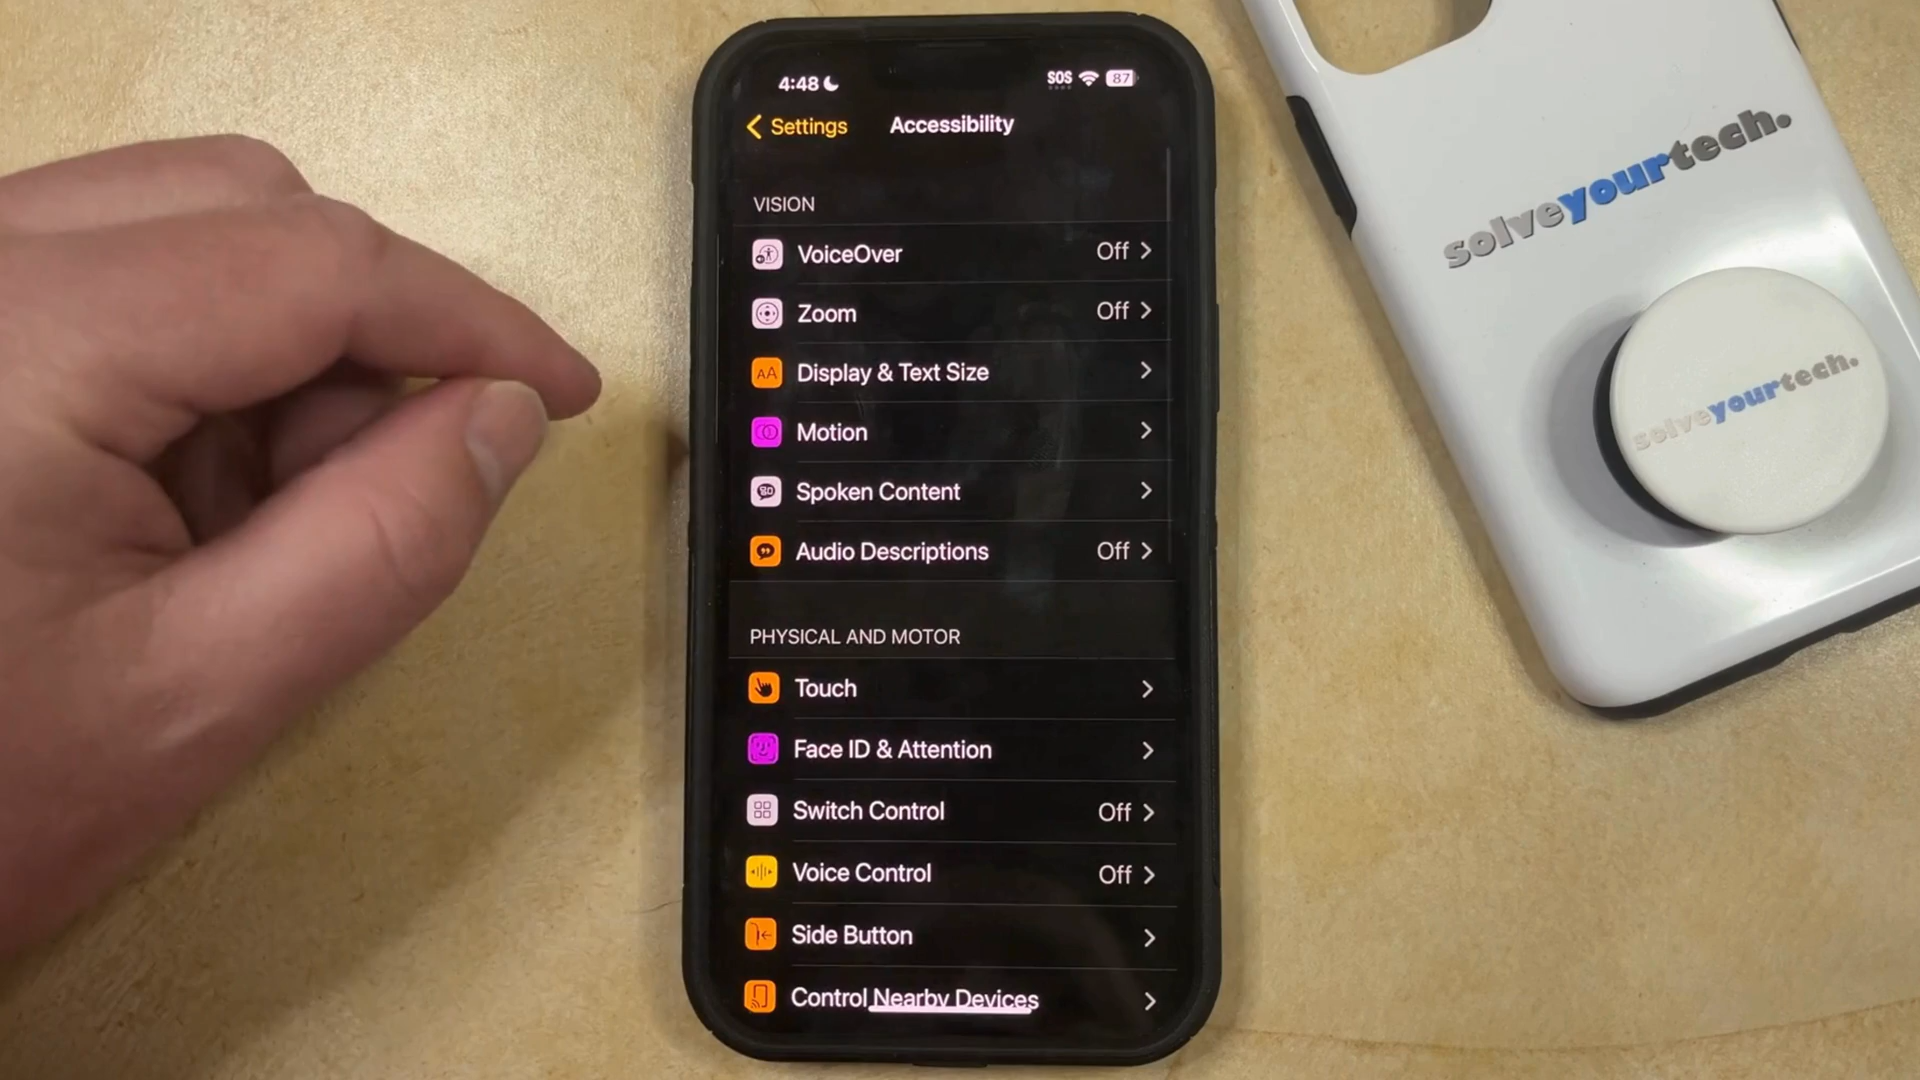 4:48
SOS
87
Settings
Accessibility
VISION
VoiceOver
Off
Zoom
Off
Display & Text Size
Motion
Spoken Content
Audio Descriptions
Off
PHYSICAL AND MOTOR
Touch
Face ID & Attention
Switch Control
Off
Voice Control
Off
Side Button
Control Nearby Devices
solveyourtech.
solveyourtech.